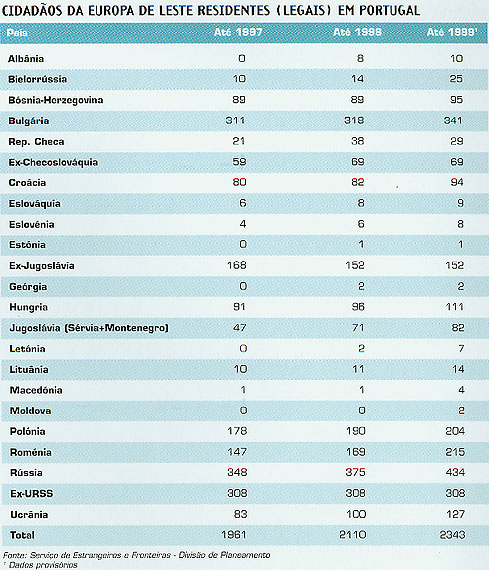 CIDADÃOS DA EUROPA DE LESTE RESIDENTES (LEGAIS) EM PORTUGAL
País Até 1997 Até 1998 Até 1999¹
Albânia 0 8 10
Bielorrússia 10 14 25
Bósnia-Herzegovina 89 89 95
Bulgária 311 318 341
Rep. Checa 21 38 29
Ex-Checoslováquia 59 69 69
Croácia 80 82 94
Eslováquia 6 8 9
Eslovénia 4 6 8
Estónia 0 1 1
Ex-Jugoslávia 168 152 152
Geórgia 0 2 2
Hungria 91 96 111
Jugoslávia (Sérvia+Montenegro) 47 71 82
Letónia 0 2 7
Lituânia 10 11 14
Macedónia 1 1 4
Moldova 0 0 2
Polónia 178 190 204
Roménia 147 169 215
Rússia 348 375 434
Ex-URSS 308 308 308
Ucrânia 83 100 127
Total 1961 2110 2343
Fonte: Serviço de Estrangeiros e Fronteiras - Divisão de Planeamento
¹ Dados provisórios